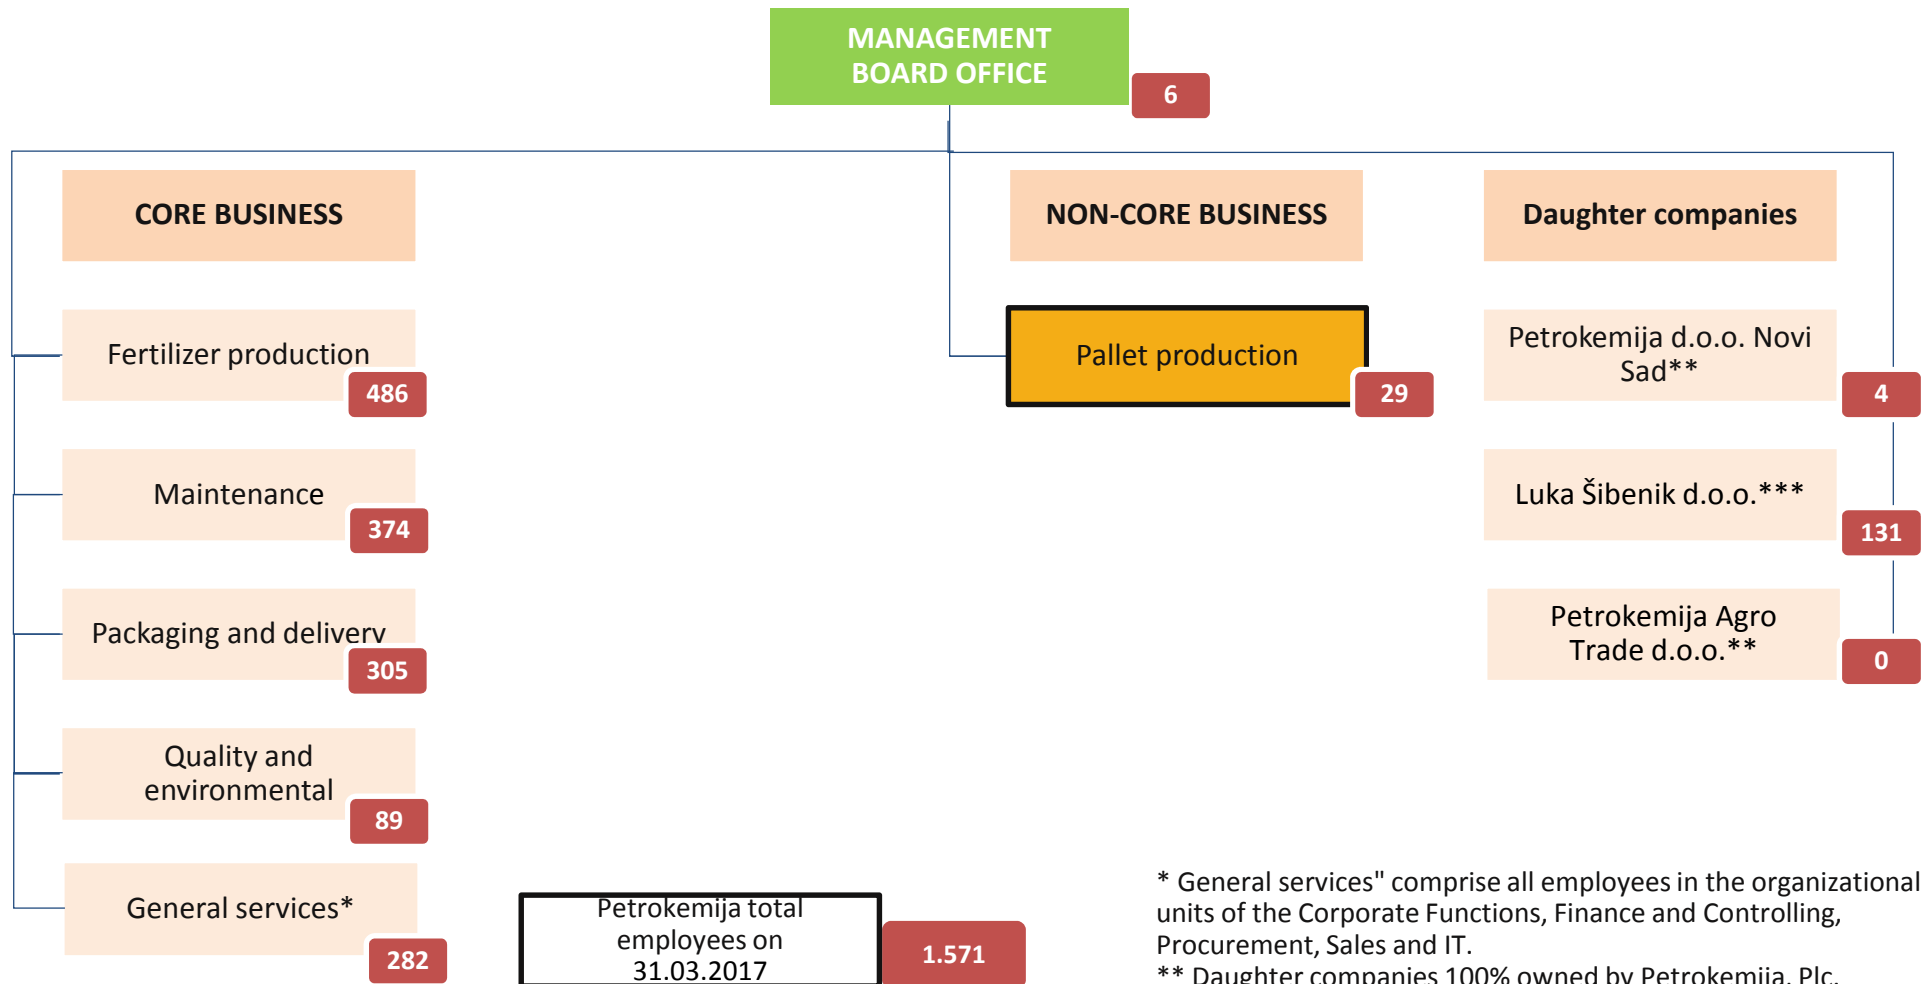 MANAGEMENT
BOARD OFFICE
6
CORE BUSINESS
NON-CORE BUSINESS
Daughter companies
Fertilizer production
486
Pallet production
29
Petrokemija d.o.o. Novi
Sad**
4
Maintenance
374
Luka Šibenik d.o.o.***
131
Packaging and delivery
305
Petrokemija Agro
Trade d.o.o.**
0
Quality and
environmental
89
General services*
282
Petrokemija total
employees on
31.03.2017
1.571
* General services" comprise all employees in the organizational
units of the Corporate Functions, Finance and Controlling,
Procurement, Sales and IT.
** Daughter companies 100% owned by Petrokemija, Plc.